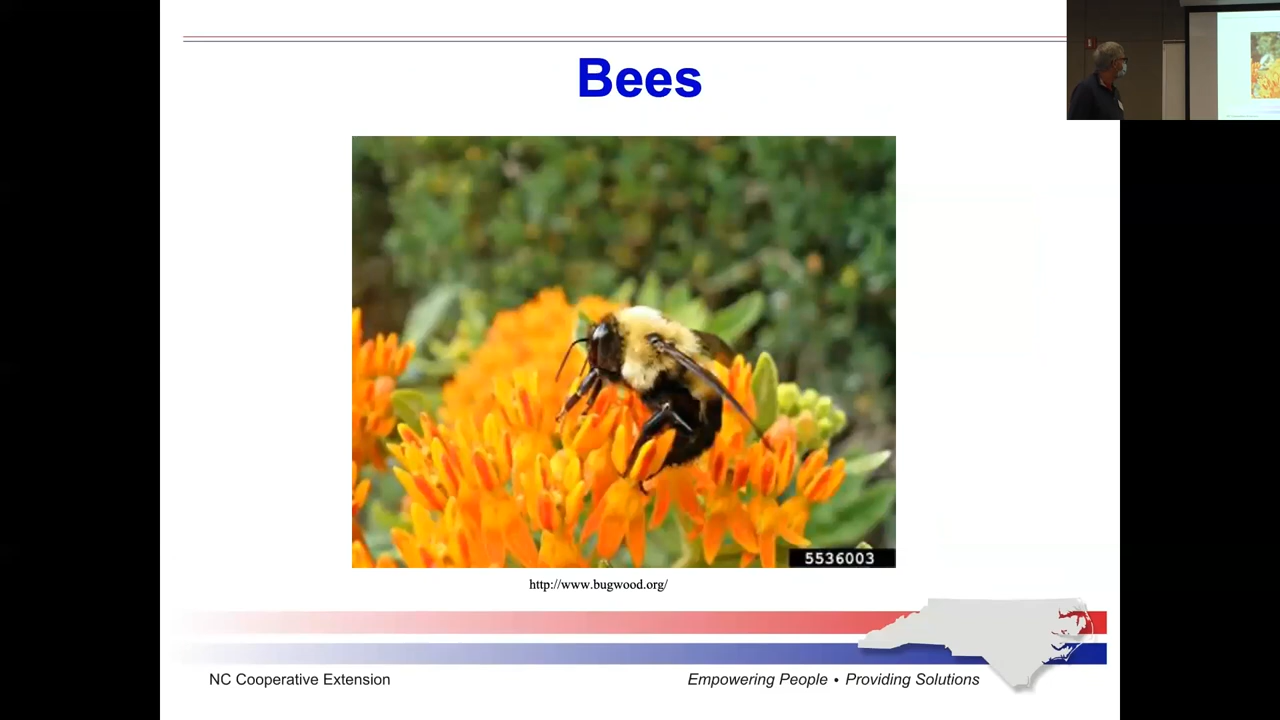 Bees
5536003
http://www.bugwood.org/
NC Cooperative Extension
Empowering People • Providing Solutions